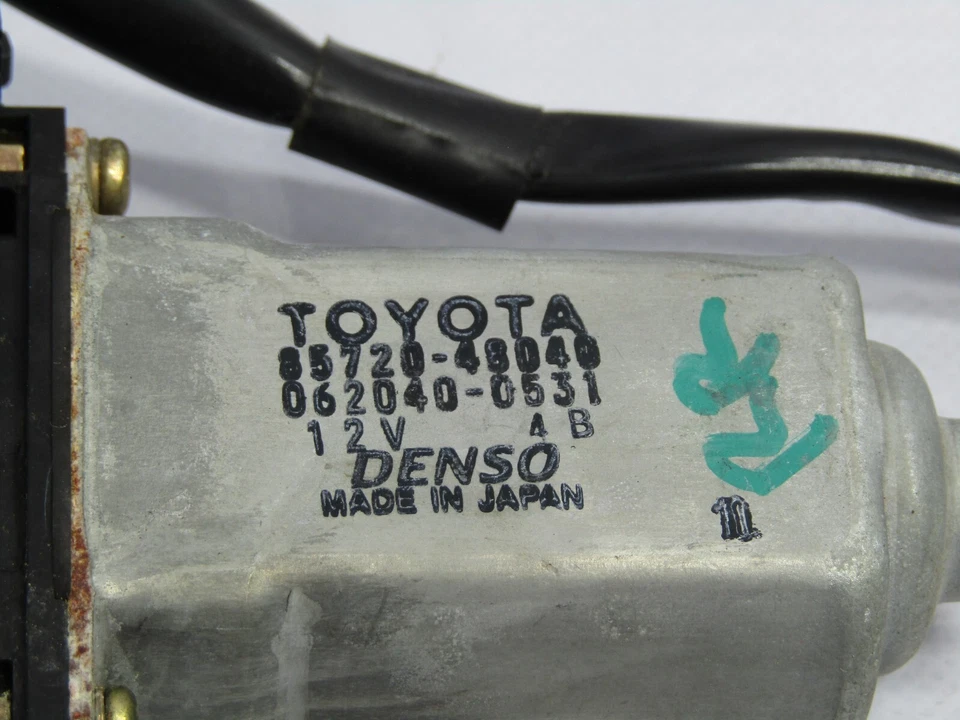 TOYOTA
85720-48040
062040-0531
12V 4B
DENSO
MADE IN JAPAN